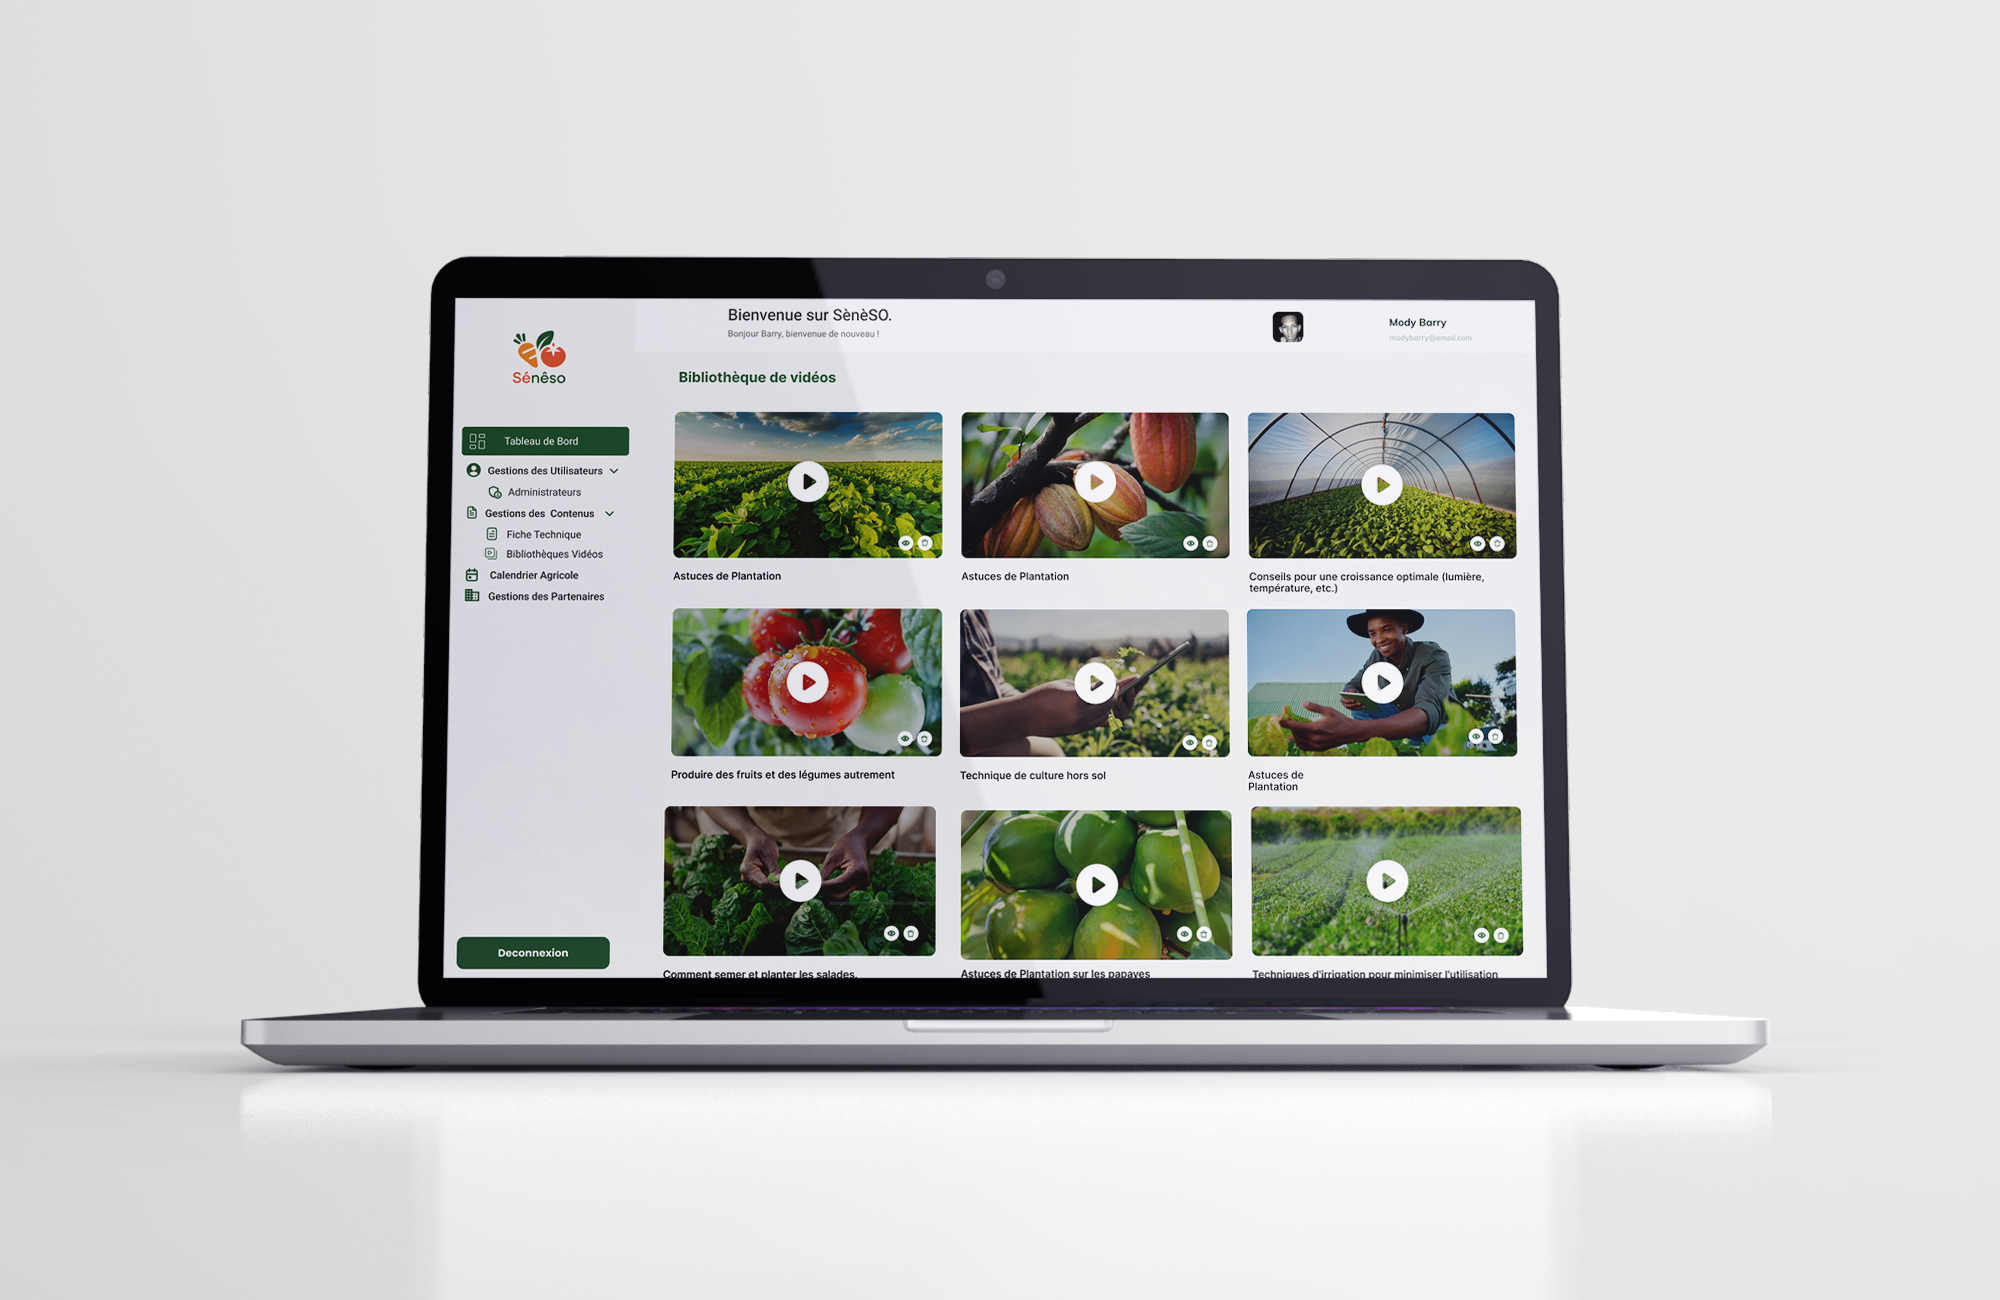 Sénêso
Tableau de Bord
Gestions des Utilisateurs
Administrateurs
Gestions des Contenus
Fiche Technique
Bibliothèques Vidéos
Calendrier Agricole
Gestions des Partenaires
Deconnexion
Bienvenue sur SènèSO.
Bonjour Barry, bienvenue de nouveau !
Mody Barry
modybarry@email.com
Bibliothèque de vidéos
Astuces de Plantation
Astuces de Plantation
Conseils pour une croissance optimale (lumière,
température, etc.)
Produire des fruits et des légumes autrement
Technique de culture hors sol
Astuces de
Plantation
Comment semer et planter les salades.
Astuces de Plantation sur les papayes
Techniques d'irrigation pour minimiser l'utilisation